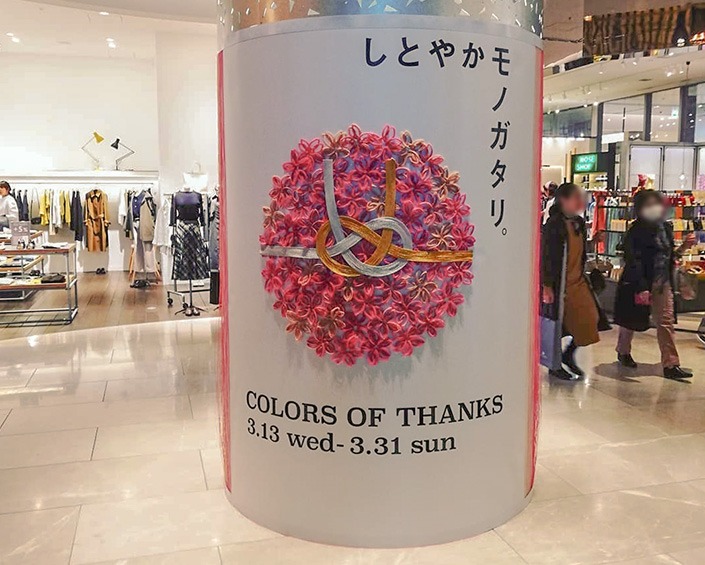 しとやか
モノガタリ。
COLORS OF THANKS
3.13 wed-3.31 sun